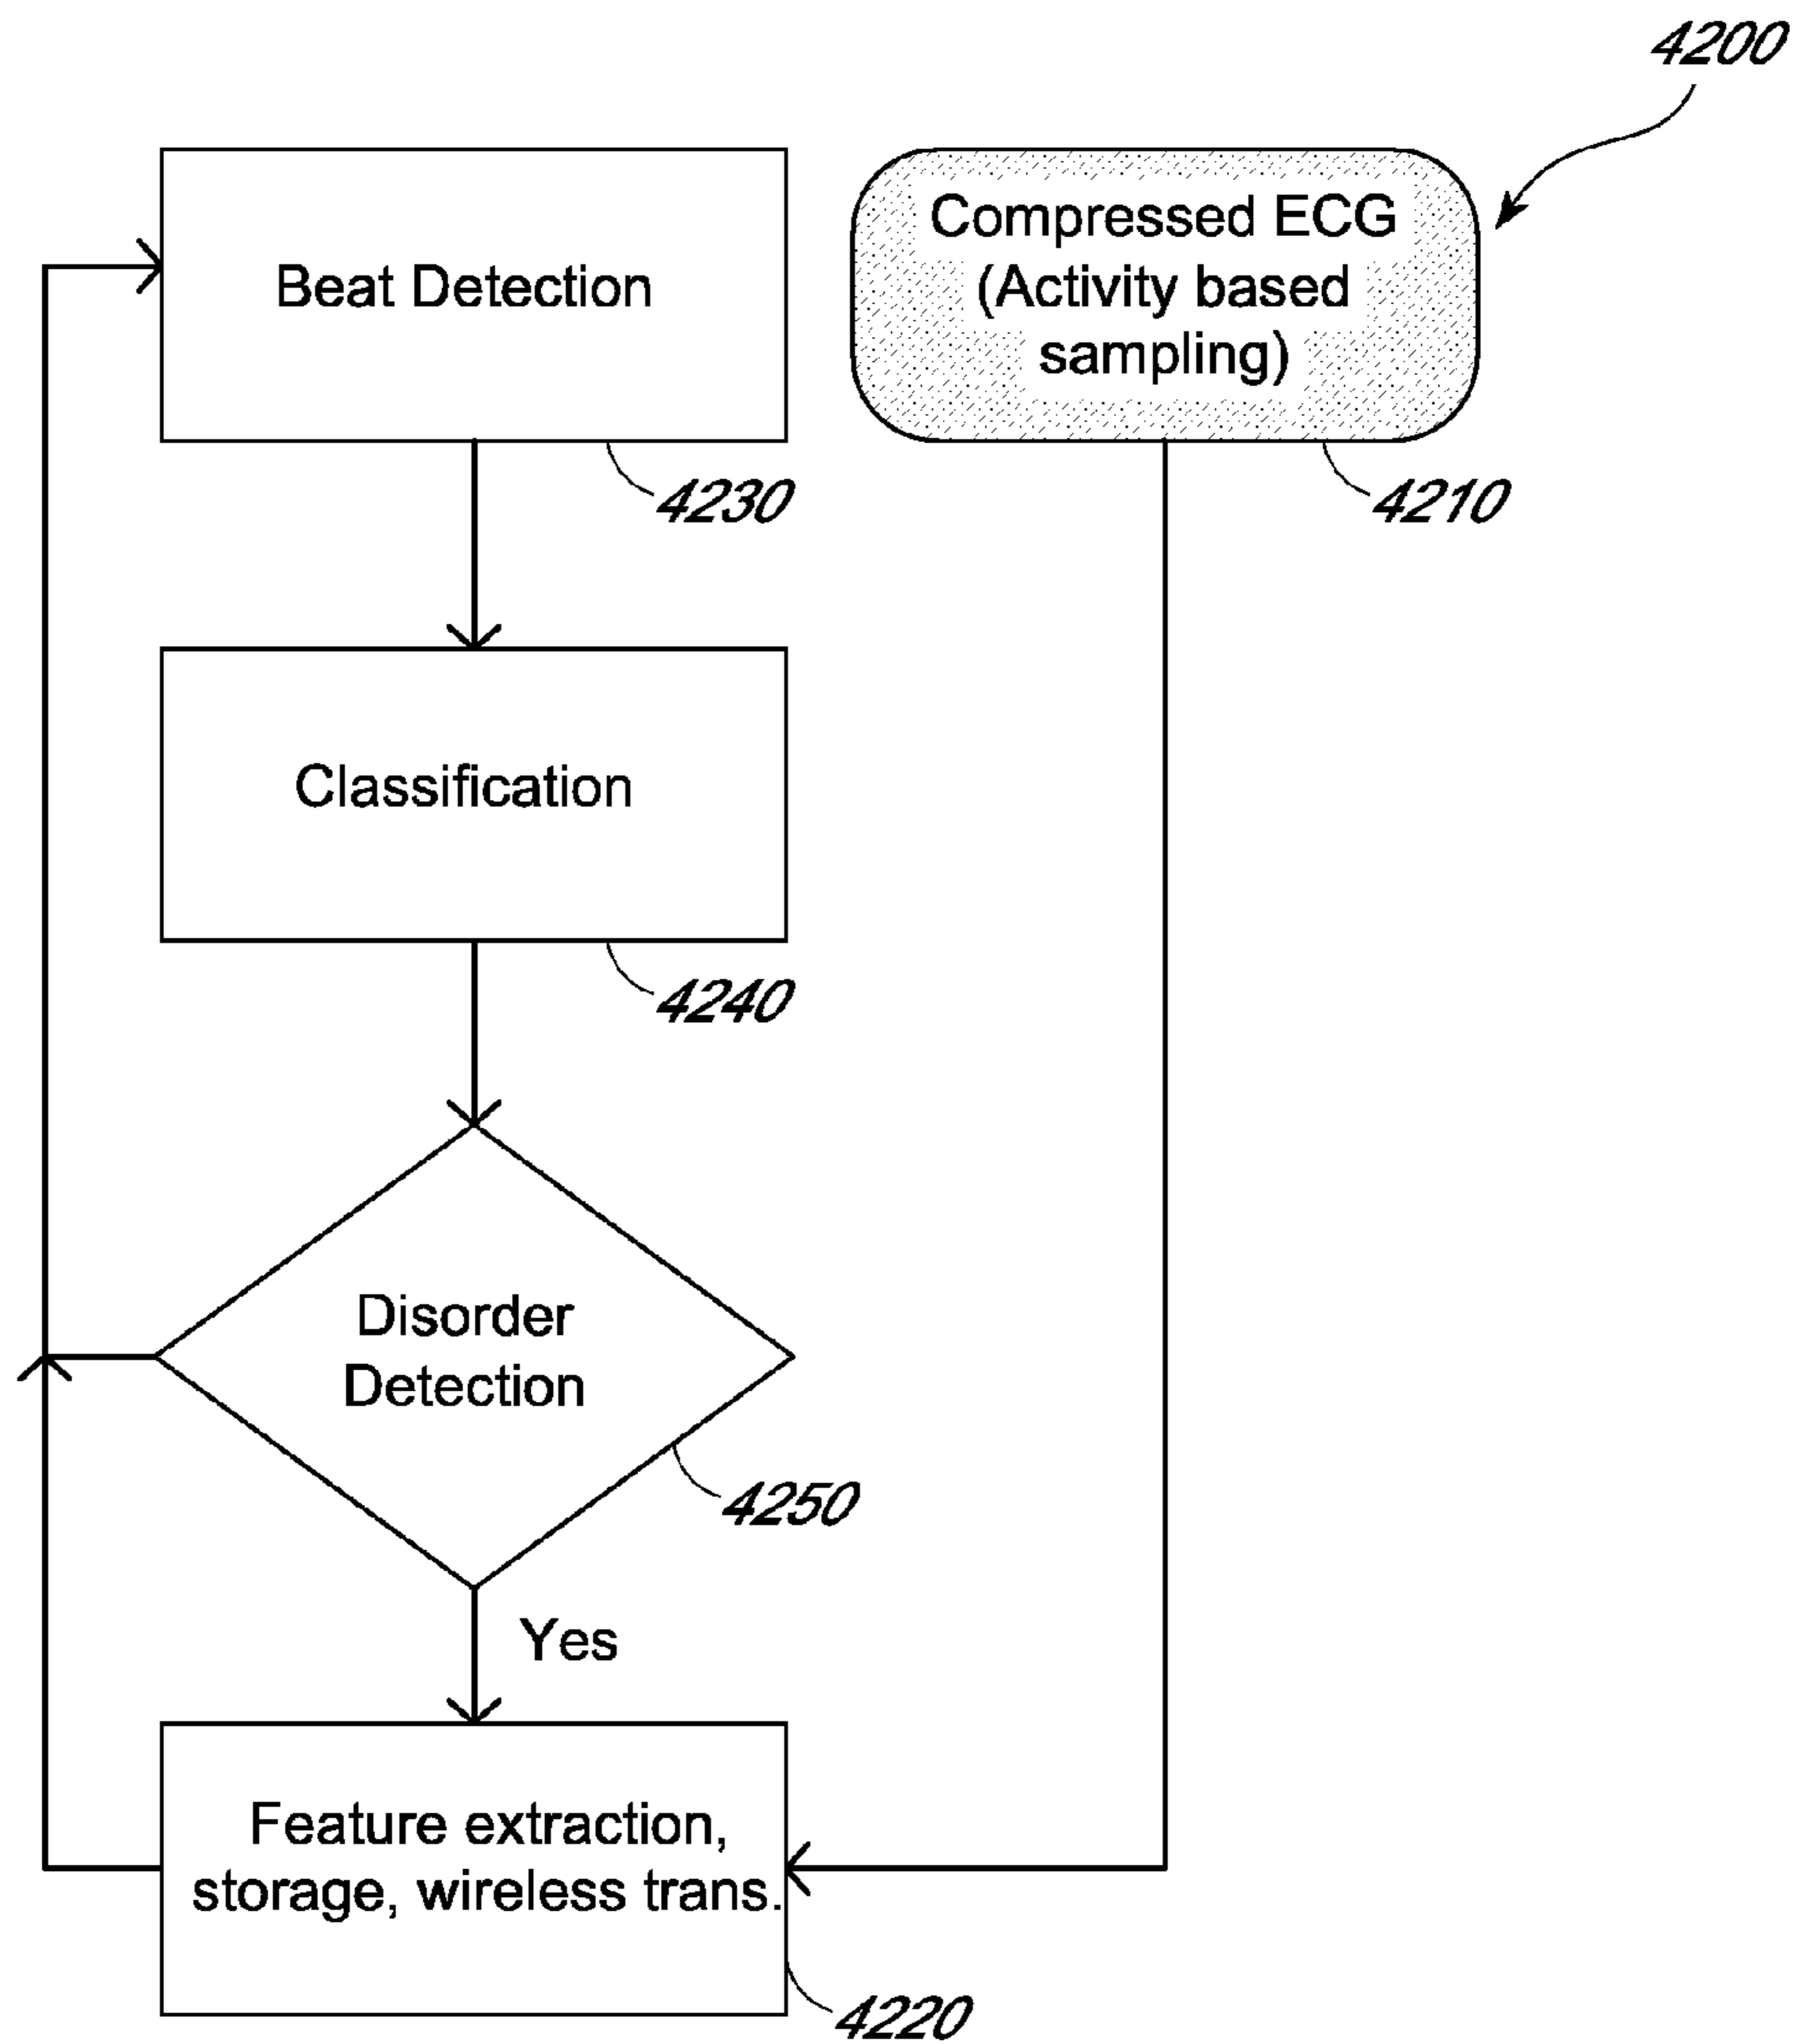 4200
Beat Detection
Compressed ECG
(Activity based
sampling)
4230
4210
Classification
4240
Disorder
Detection
4250
Yes
Feature extraction,
storage, wireless trans.
4220